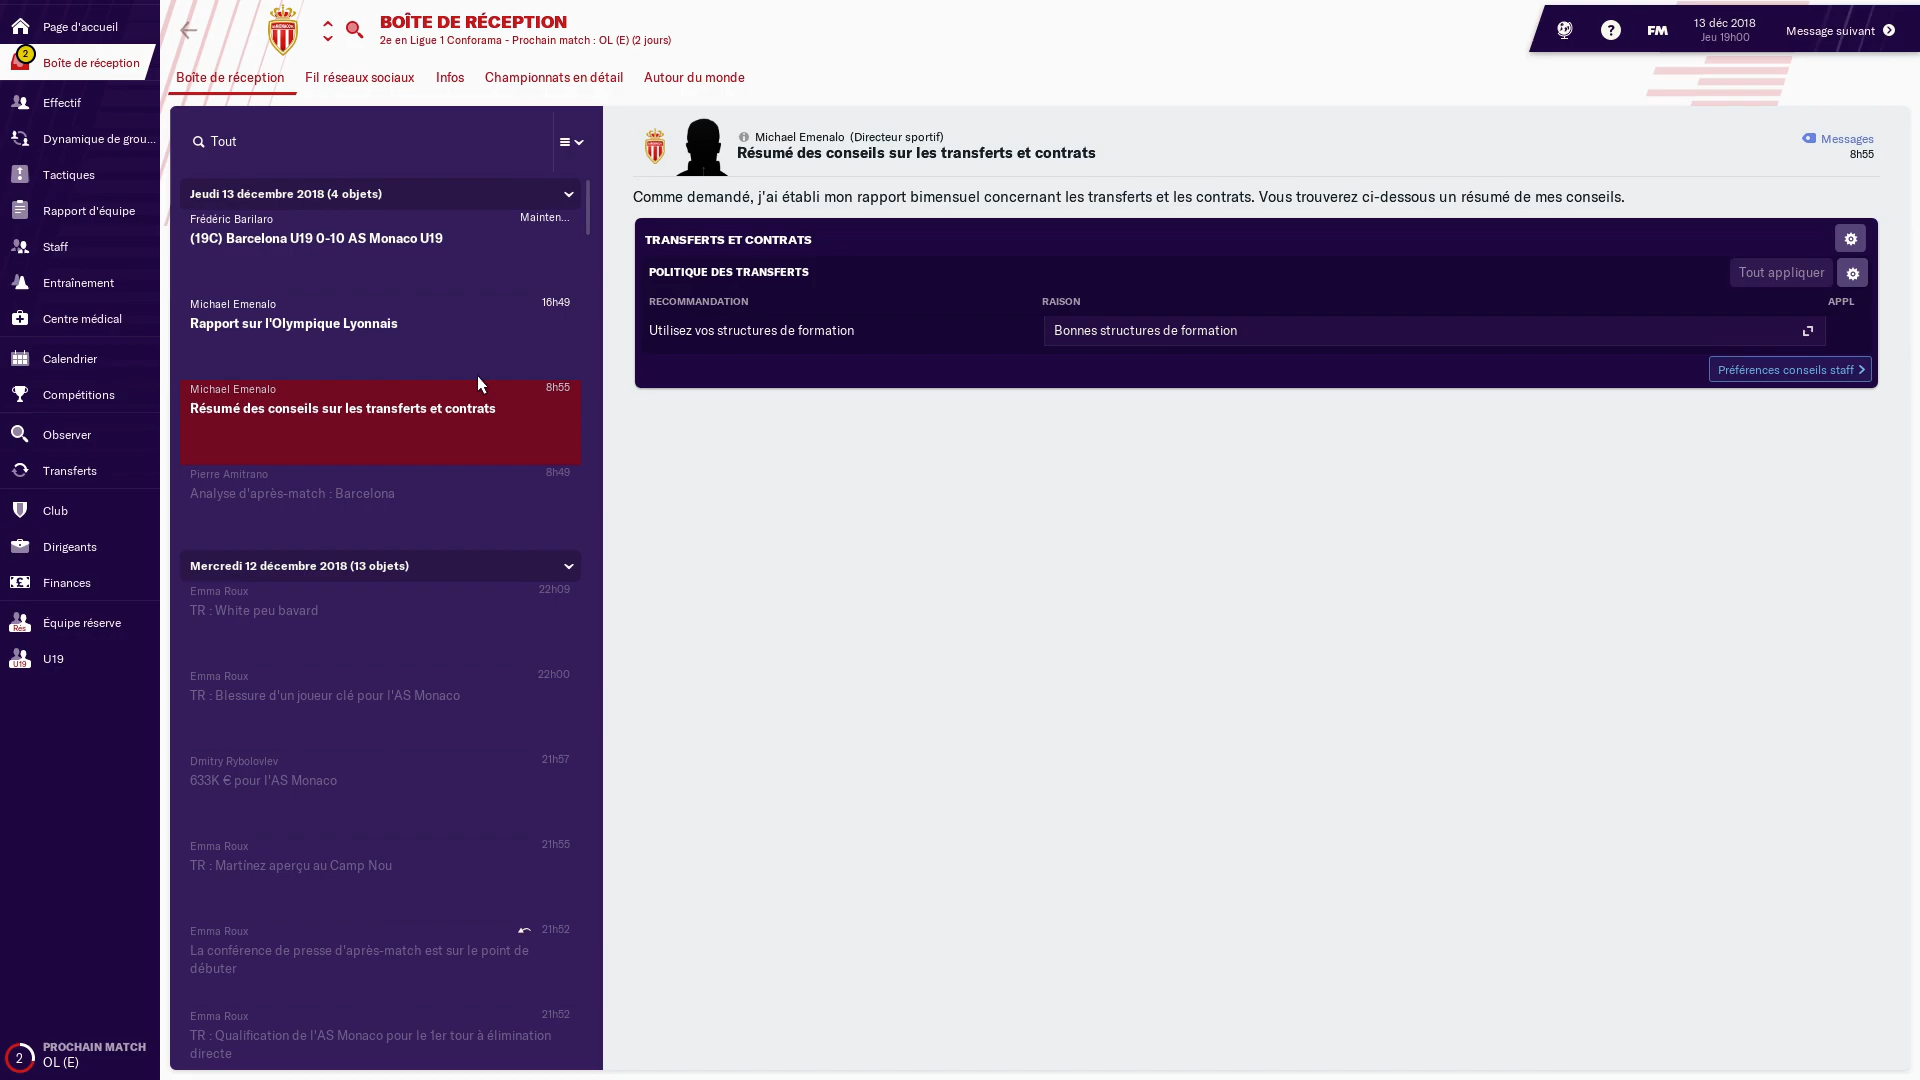 Page d'accueil
2
Boîte de réception
Effectif
Dynamique de grou...
Tactiques
Rapport d'équipe
Staff
Entraînement
Centre médical
Calendrier
Compétitions
Observer
Transferts
Club
Dirigeants
Finances
Rés
Équipe réserve
U19
U19
2
PROCHAIN MATCH
OL (E)
BOÎTE DE RÉCEPTION
2e en Ligue 1 Conforama - Prochain match : OL (E) (2 jours)
?
FM
13 déc 2018
Jeu 19h00
Message suivant
Boîte de réception
Fil réseaux sociaux
Infos
Championnats en détail
Autour du monde
Tout
Jeudi 13 décembre 2018 (4 objets)
Frédéric Barilaro
Mainten...
(19C) Barcelona U19 0-10 AS Monaco U19
Michael Emenalo
16h49
Rapport sur l'Olympique Lyonnais
Michael Emenalo
8h55
Résumé des conseils sur les transferts et contrats
Pierre Amitrano
8h49
Analyse d'après-match : Barcelona
Mercredi 12 décembre 2018 (13 objets)
Emma Roux
22h09
TR : White peu bavard
Emma Roux
22h00
TR : Blessure d'un joueur clé pour l'AS Monaco
Dmitry Rybolovlev
21h57
633K € pour l'AS Monaco
Emma Roux
21h55
TR : Martínez aperçu au Camp Nou
Emma Roux
21h52
La conférence de presse d'après-match est sur le point de
débuter
Emma Roux
21h52
TR : Qualification de l'AS Monaco pour le 1er tour à élimination
directe
Michael Emenalo (Directeur sportif)
Résumé des conseils sur les transferts et contrats
Messages
8h55
Comme demandé, j'ai établi mon rapport bimensuel concernant les transferts et les contrats. Vous trouverez ci-dessous un résumé de mes conseils.
TRANSFERTS ET CONTRATS
POLITIQUE DES TRANSFERTS
Tout appliquer
RECOMMANDATION
RAISON
APPL
Utilisez vos structures de formation
Bonnes structures de formation
Préférences conseils staff